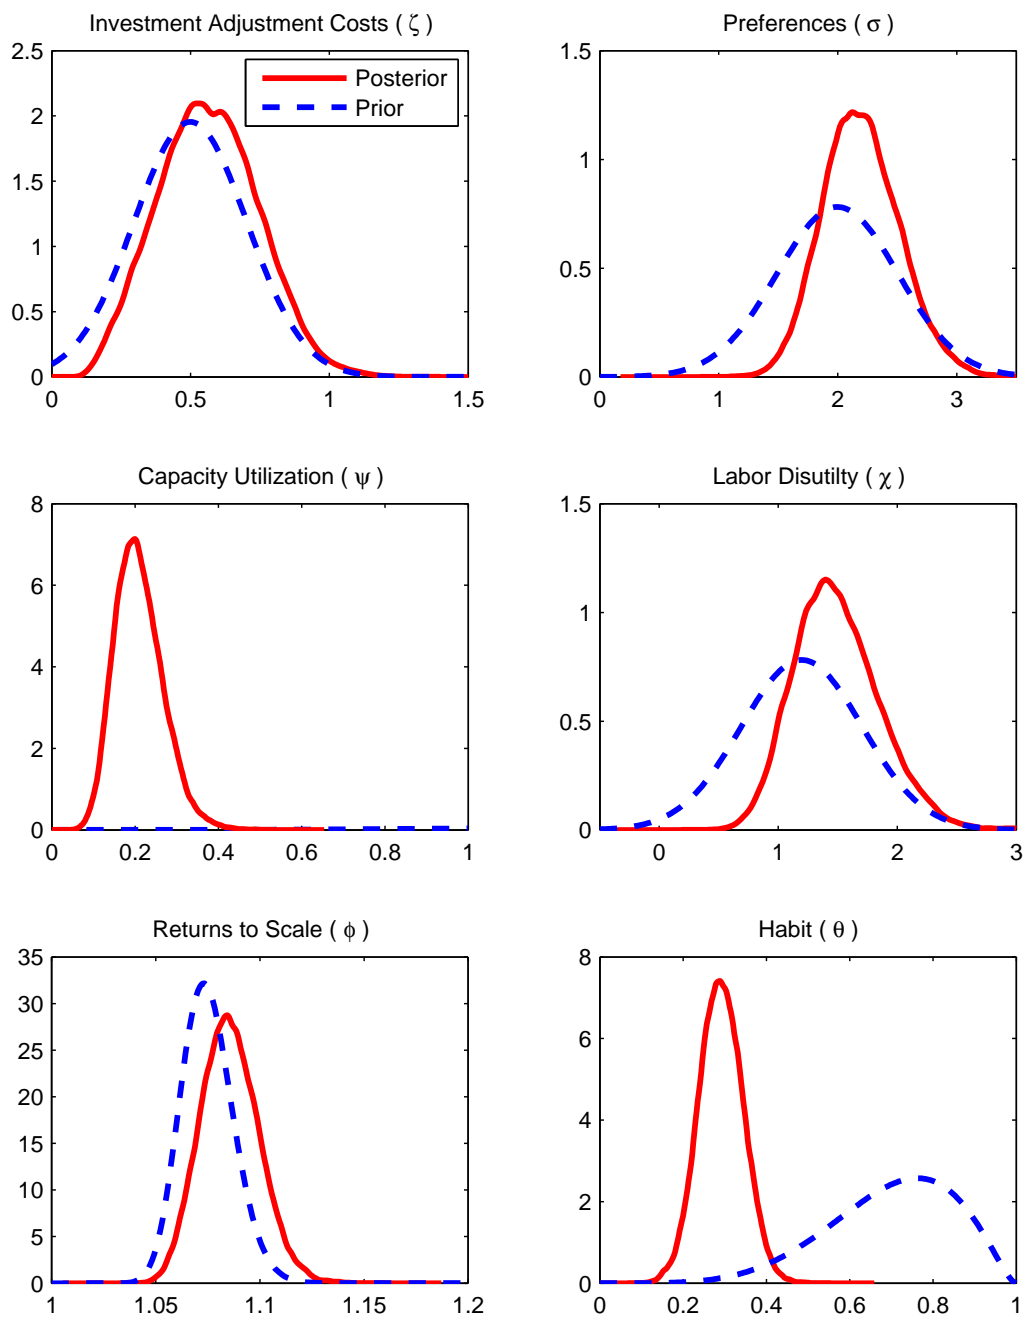 Investment Adjustment Costs ( ζ )
2.5
2
1.5
1
0.5
0
0 0.5 1 1.5
Posterior
Prior
Preferences ( σ )
1.5
1
0.5
0
0 1 2 3
Capacity Utilization ( ψ )
8
6
4
2
0
0 0.2 0.4 0.6 0.8 1
Labor Disutilty ( χ )
1.5
1
0.5
0
0 1 2 3
Returns to Scale ( ϕ )
35
30
25
20
15
10
5
0
1 1.05 1.1 1.15 1.2
Habit ( θ )
8
6
4
2
0
0 0.2 0.4 0.6 0.8 1